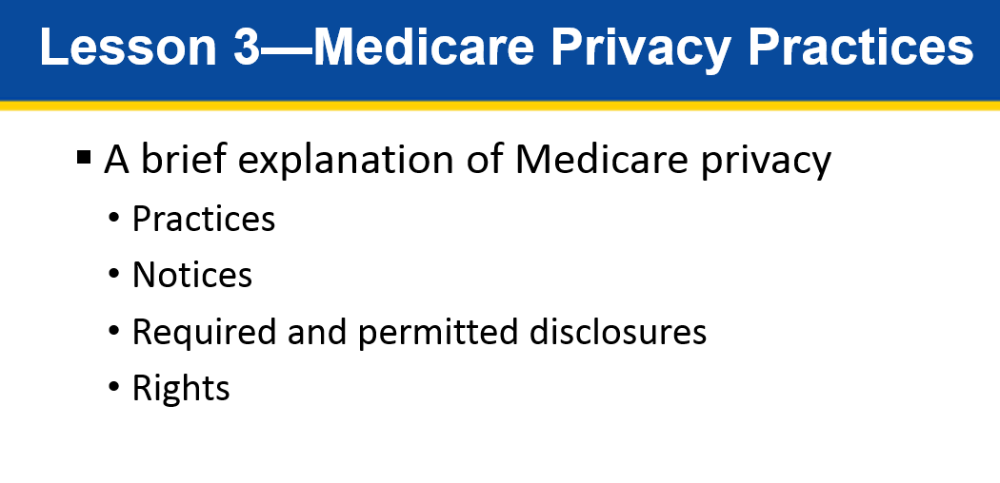 Lesson 3—Medicare Privacy Practices
▪ A brief explanation of Medicare privacy
• Practices
• Notices
• Required and permitted disclosures
• Rights